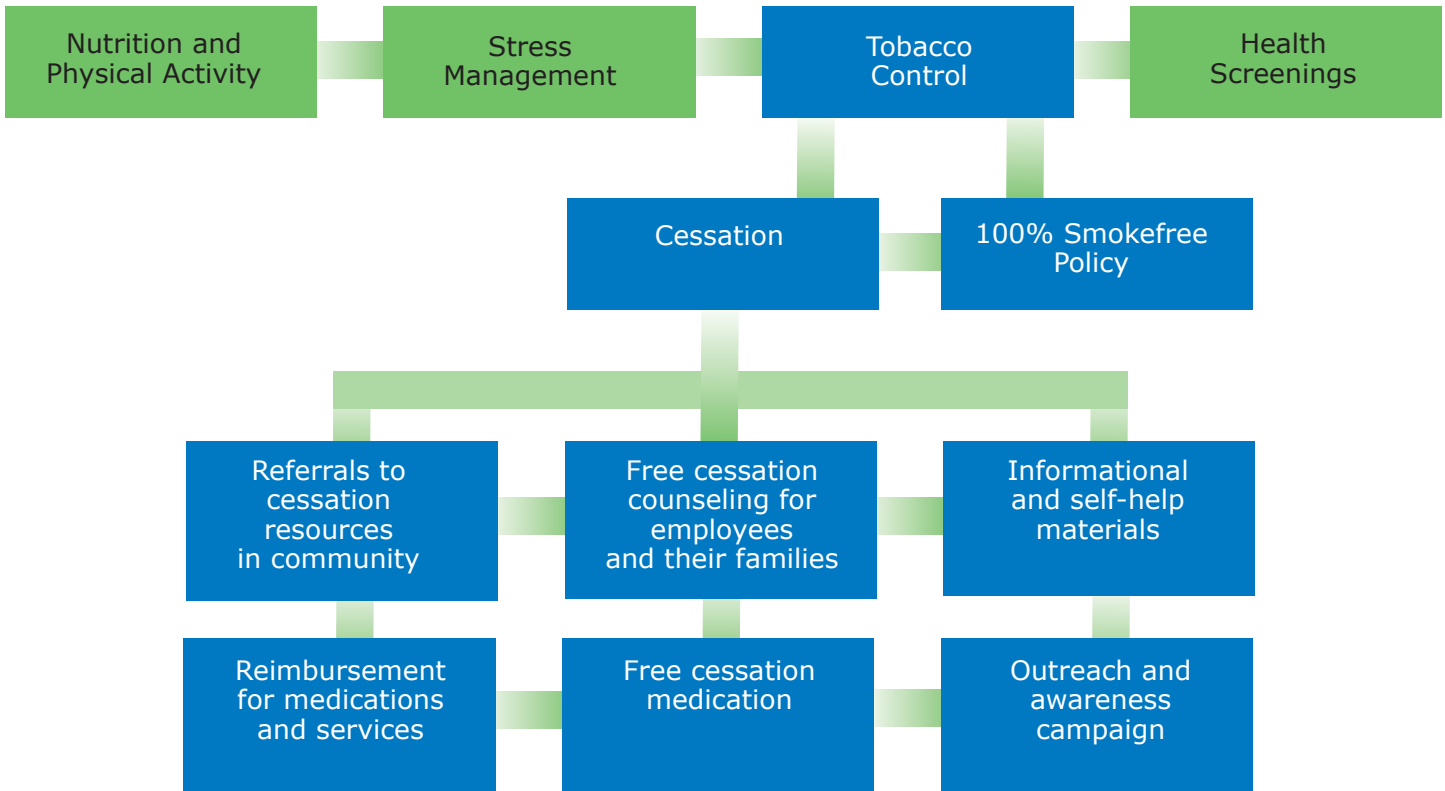 Nutrition and
Physical Activity
Stress
Management
Tobacco
Control
Health
Screenings
Cessation
100% Smokefree
Policy
Referrals to
cessation
resources
in community
Free cessation
counseling for
employees
and their families
Informational
and self-help
materials
Reimbursement
for medications
and services
Free cessation
medication
Outreach and
awareness
campaign